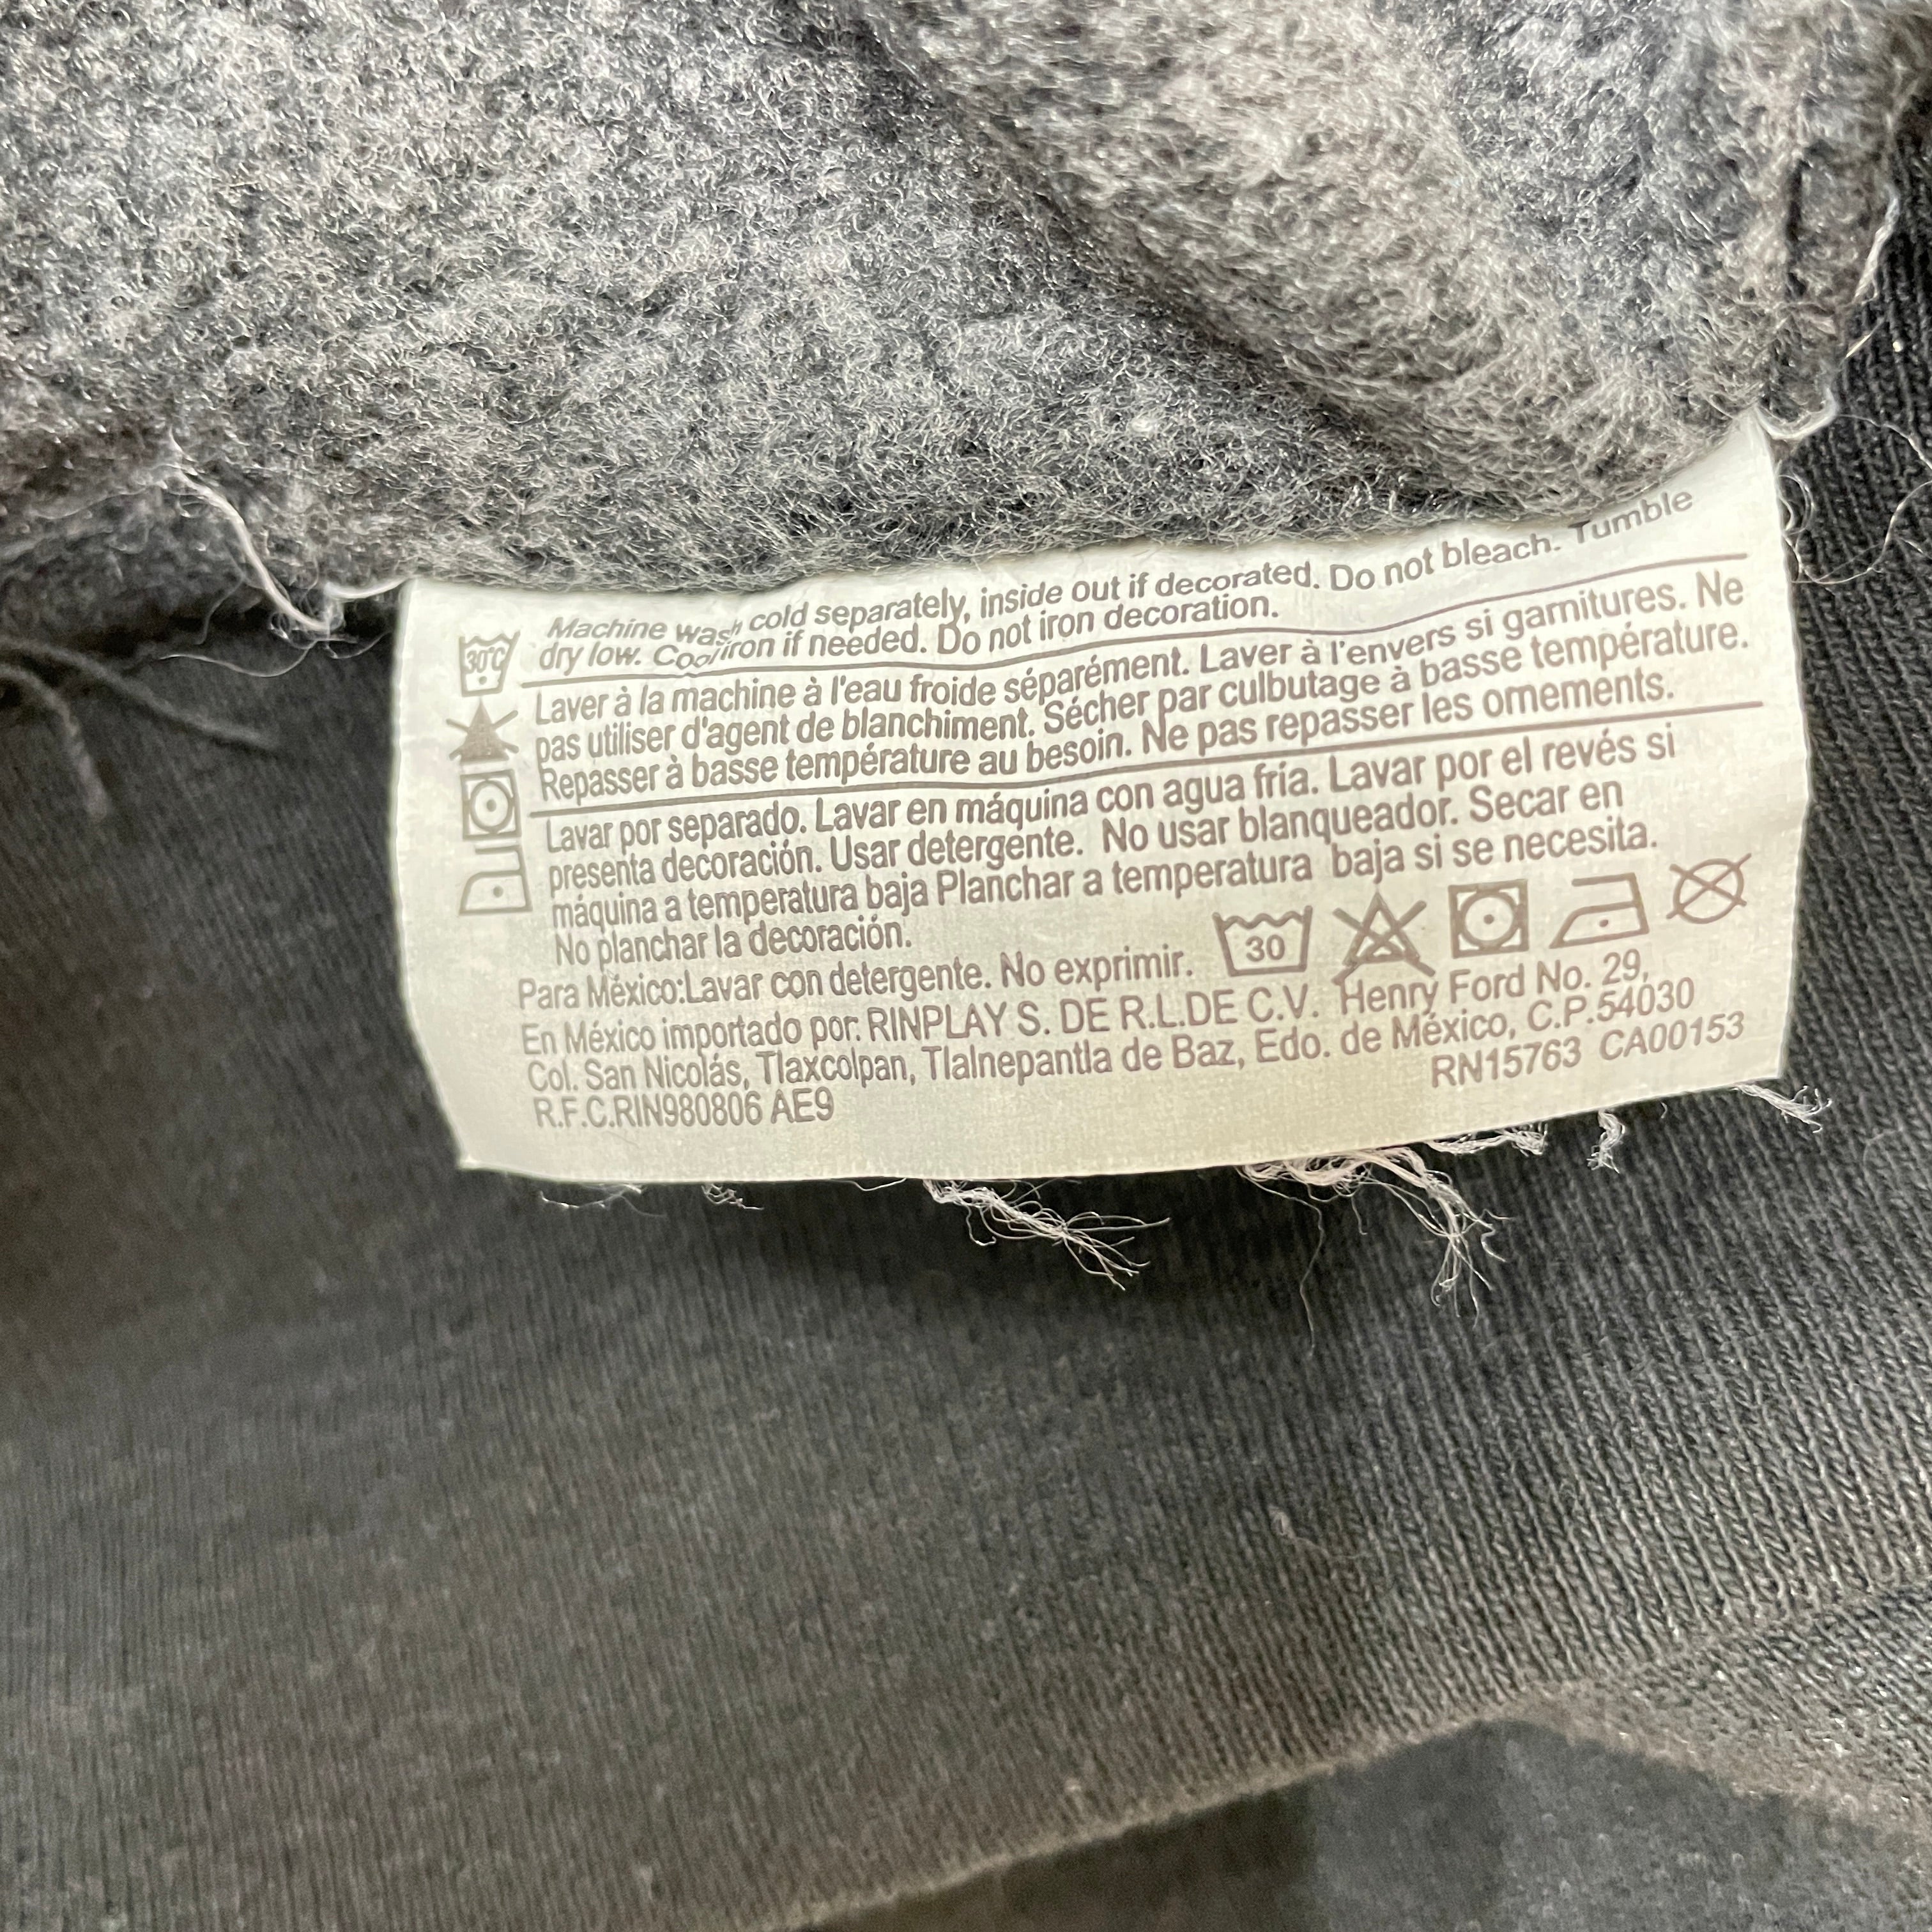 Machine wash cold separately, inside out if decorated. Do not bleach. Tumble
dry low. Cool iron if needed. Do not iron decoration.
30°C
Laver à la machine à l'eau froide séparément. Laver à l'envers si garnitures. Ne
pas utiliser d'agent de blanchiment. Sécher par culbutage à basse température.
Repasser à basse température au besoin. Ne pas repasser les ornements.
Lavar por separado. Lavar en máquina con agua fría. Lavar por el revés si
presenta decoración. Usar detergente. No usar blanqueador. Secar en
máquina a temperatura baja Planchar a temperatura baja si se necesita.
No planchar la decoración.
Para México:Lavar con detergente. No exprimir. 30
En México importado por: RINPLAY S. DE R.L.DE C.V. Henry Ford No. 29,
Col. San Nicolás, Tlaxcolpan, Tlalnepantla de Baz, Edo. de México, C.P.54030
R.F.C.RIN980806 AE9 RN15763 CA00153